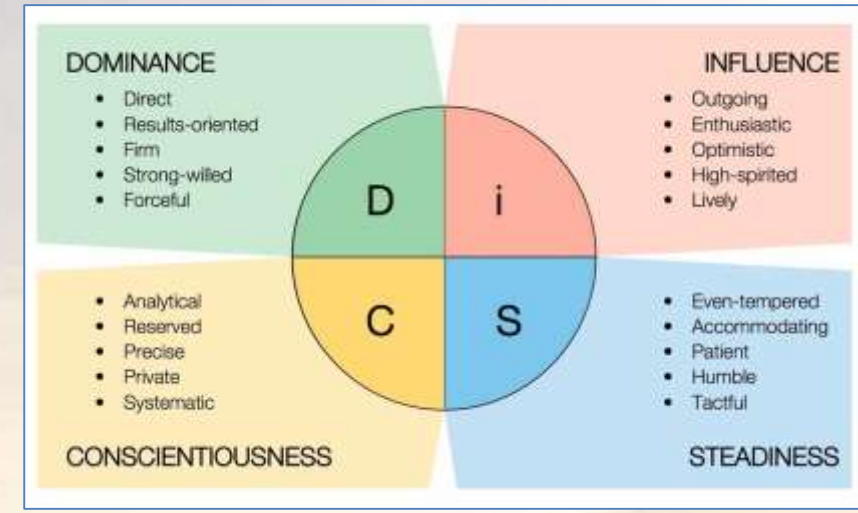 DOMINANCE
• Direct
• Results-oriented
• Firm
• Strong-willed
• Forceful
INFLUENCE
• Outgoing
• Enthusiastic
• Optimistic
• High-spirited
• Lively
D
i
C
S
• Analytical
• Reserved
• Precise
• Private
• Systematic
CONSCIENTIOUSNESS
• Even-tempered
• Accommodating
• Patient
• Humble
• Tactful
STEADINESS